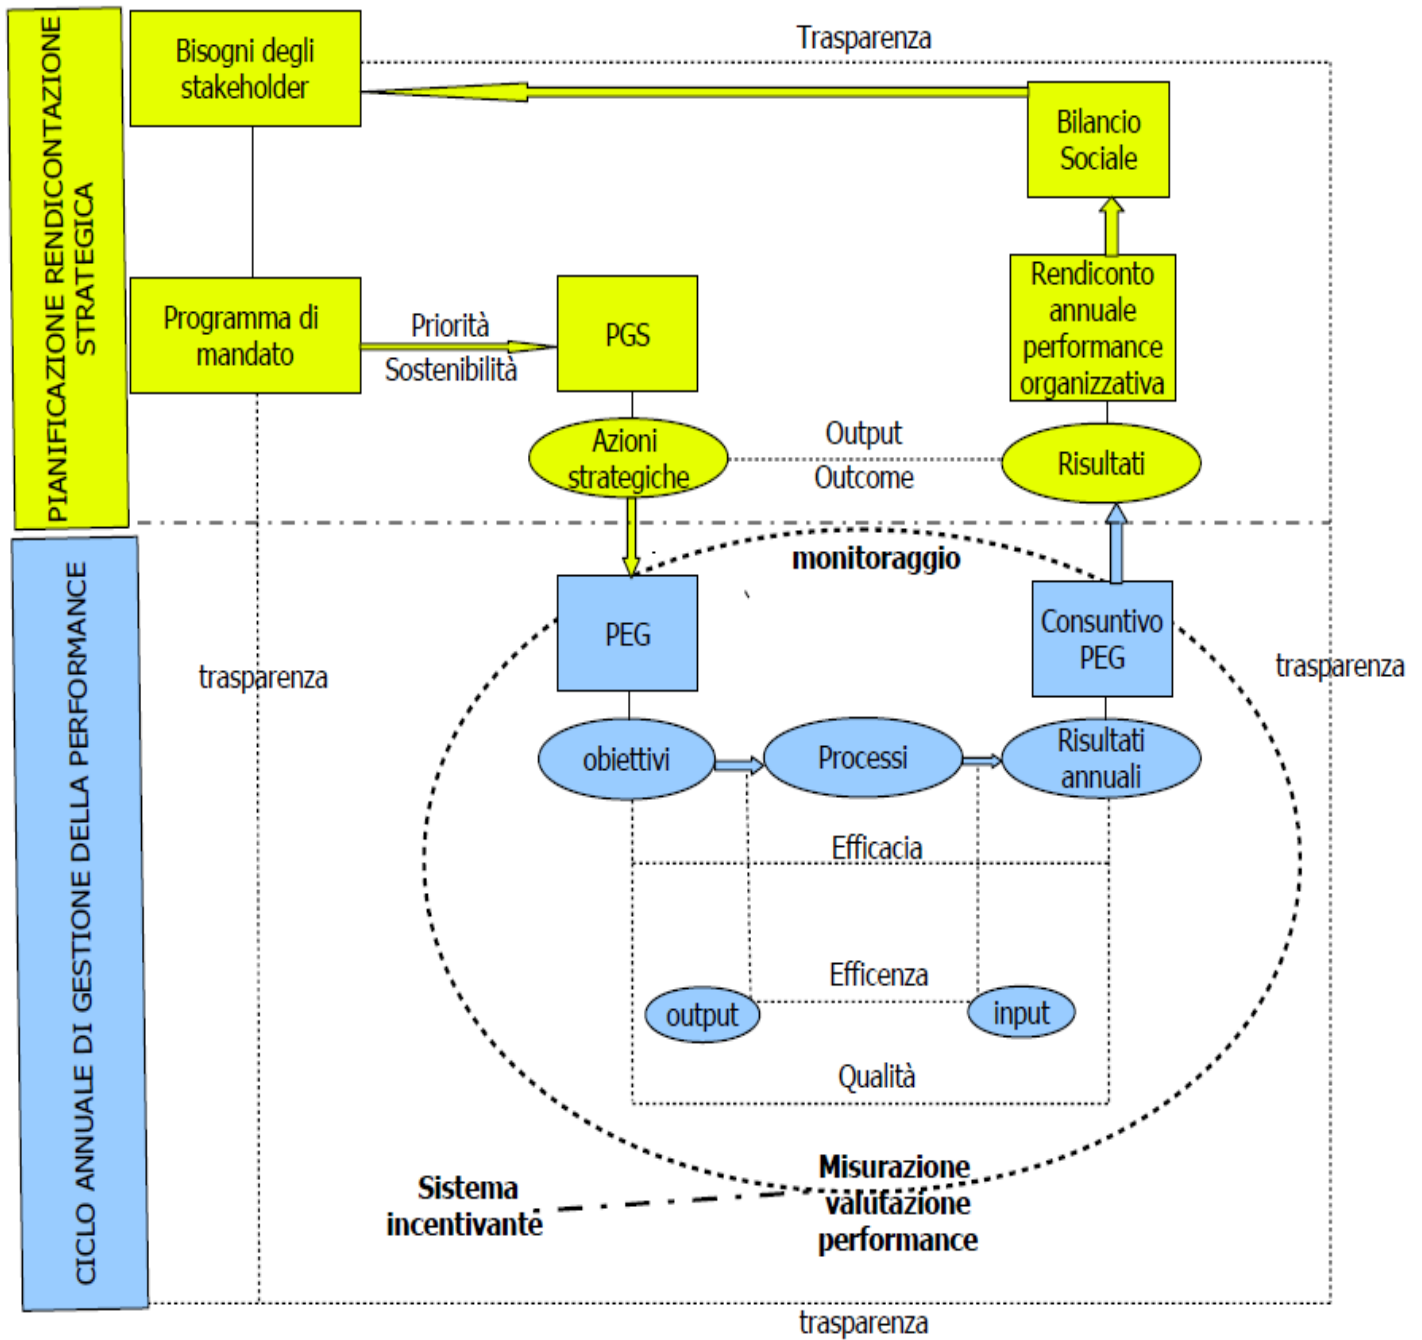 PIANIFICAZIONE RENDICONTAZIONE
STRATEGICA
Bisogni degli
stakeholder
Trasparenza
Bilancio
Sociale
Programma di
mandato
Priorità
Sostenibilità
PGS
Rendiconto
annuale
performance
organizzativa
Azioni
strategiche
Output
Outcome
Risultati
CICLO ANNUALE DI GESTIONE DELLA PERFORMANCE
monitoraggio
PEG
Consuntivo
PEG
trasparenza
trasparenza
obiettivi
Processi
Risultati
annuali
Efficacia
Efficenza
output
input
Qualità
Sistema
incentivante
Misurazione
valutazione
performance
trasparenza